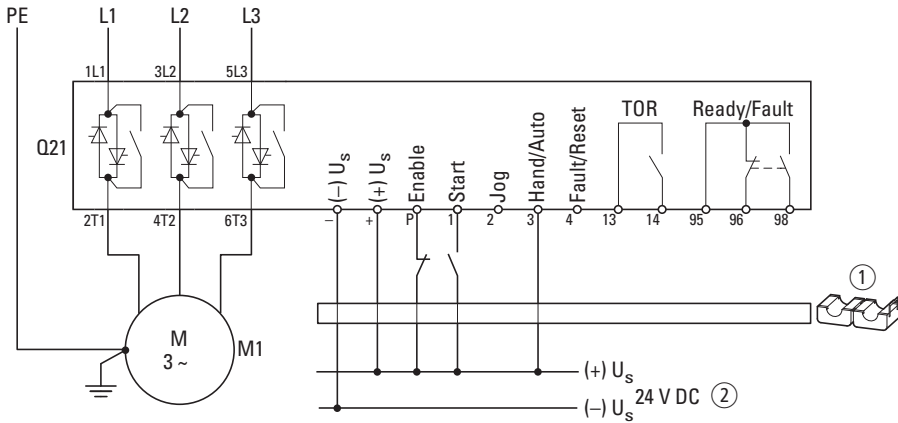 PE L1 L2 L3
1L1 3L2 5L3
Q21
(–) Us
(+) Us
Enable
Start
Jog
Hand/Auto
Fault/Reset
TOR
Ready/Fault
2T1 4T2 6T3 – + P 1 2 3 4 13 14 95 96 98
M
3 ~
M1
①
(+) Us
(–) Us 24 V DC ②